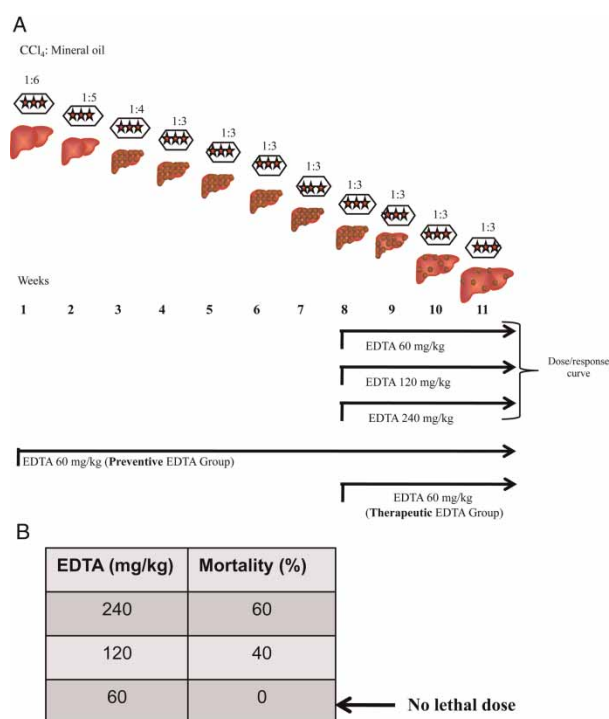 A
CCl₄: Mineral oil
1:6
1:5
1:4
1:3
1:3
1:3
1:3
1:3
1:3
1:3
1:3
Weeks
1 2 3 4 5 6 7 8 9 10 11
EDTA 60 mg/kg
EDTA 120 mg/kg
EDTA 240 mg/kg
Dose/response
curve
EDTA 60 mg/kg (Preventive EDTA Group)
EDTA 60 mg/kg
(Therapeutic EDTA Group)
B
EDTA (mg/kg) Mortality (%)
240 60
120 40
60 0
No lethal dose